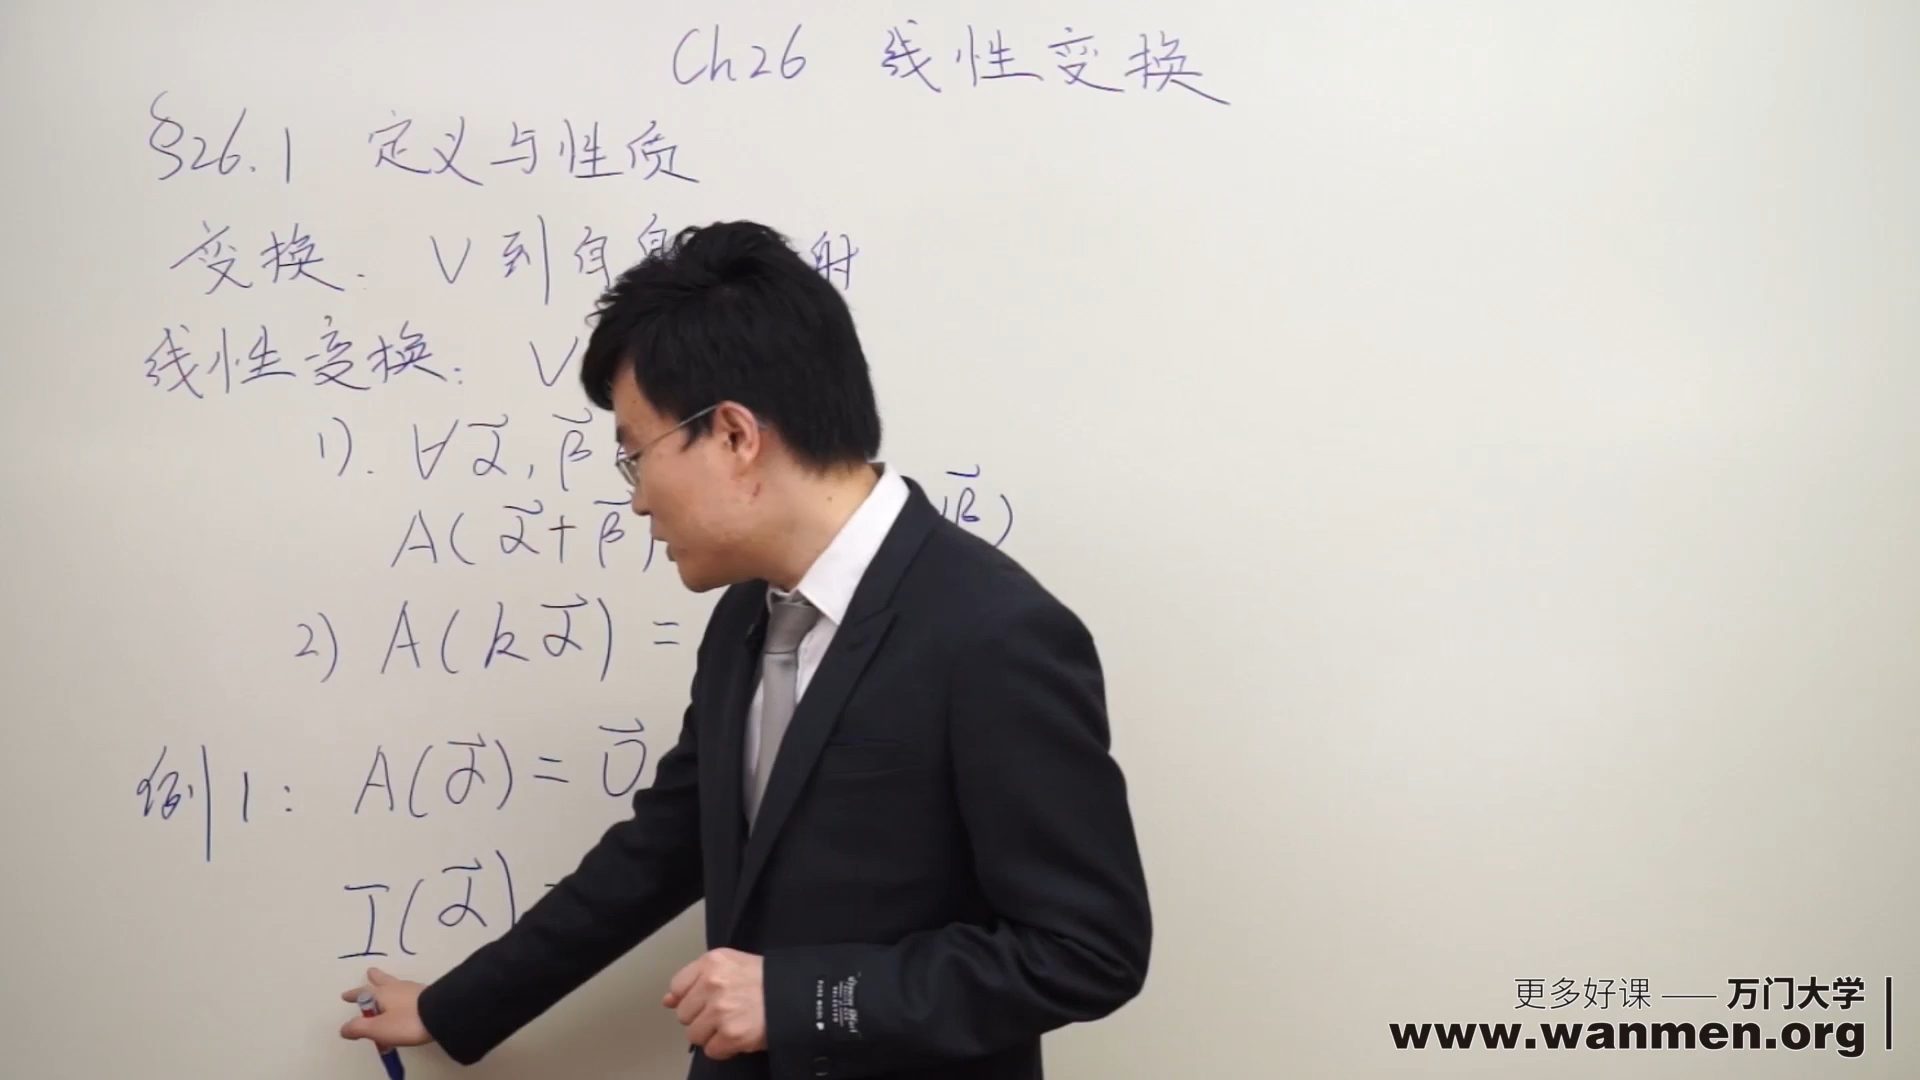 Ch26 线性变换
§26.1 定义与性质
变换. V到自身 射
线性变换: V
1). ∀α⃗, β⃗
A(α⃗+β⃗) β⃗)
2) A(kα⃗) =
例1: A(α⃗) = 0⃗
I(α⃗)
更多好课 —— 万门大学
www.wanmen.org